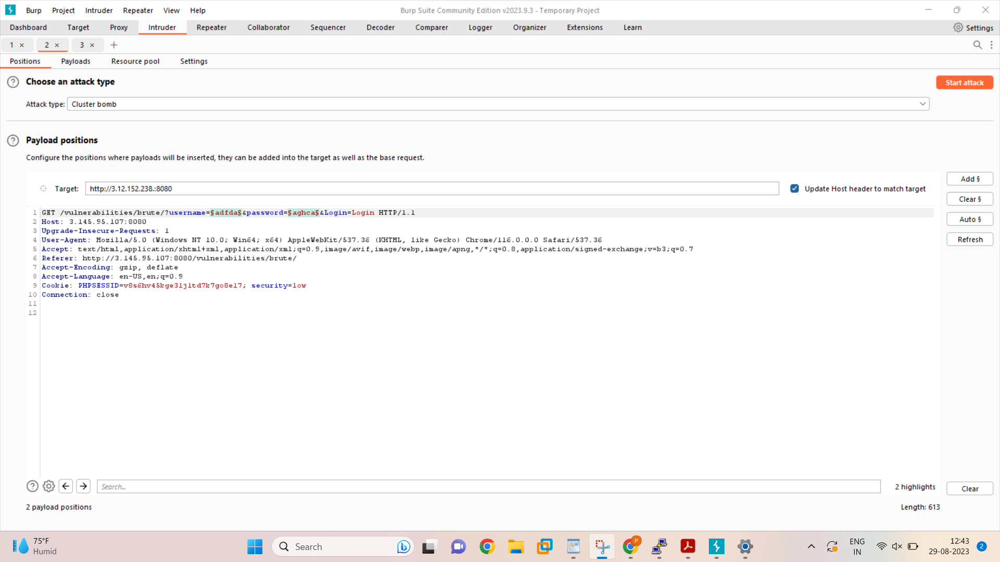 Burp Project Intruder Repeater View Help
Burp Suite Community Edition v2023.9.3 - Temporary Project
Dashboard Target Proxy Intruder Repeater Collaborator Sequencer Decoder Comparer Logger Organizer Extensions Learn
Settings
1 × 2 × 3 × +
Positions Payloads Resource pool Settings
? Choose an attack type
Start attack
Attack type: Cluster bomb
? Payload positions
Configure the positions where payloads will be inserted, they can be added into the target as well as the base request.
Target: http://3.12.152.238.:8080
Update Host header to match target
Add §
Clear §
Auto §
Refresh
1 GET /vulnerabilities/brute/?username=§adfda§&password=§aghca§&Login=Login HTTP/1.1
2 Host: 3.145.95.107:8080
3 Upgrade-Insecure-Requests: 1
4 User-Agent: Mozilla/5.0 (Windows NT 10.0; Win64; x64) AppleWebKit/537.36 (KHTML, like Gecko) Chrome/116.0.0.0 Safari/537.36
5 Accept: text/html,application/xhtml+xml,application/xml;q=0.9,image/avif,image/webp,image/apng,*/*;q=0.8,application/signed-exchange;v=b3;q=0.7
6 Referer: http://3.145.95.107:8080/vulnerabilities/brute/
7 Accept-Encoding: gzip, deflate
8 Accept-Language: en-US,en;q=0.9
9 Cookie: PHPSESSID=v8s6hv45kge31jltd7k7go8el7; security=low
10 Connection: close
11
12
? Search...
2 highlights
Clear
2 payload positions
Length: 613
75°F
Humid
Search
P
ENG
IN
12:43
29-08-2023
2